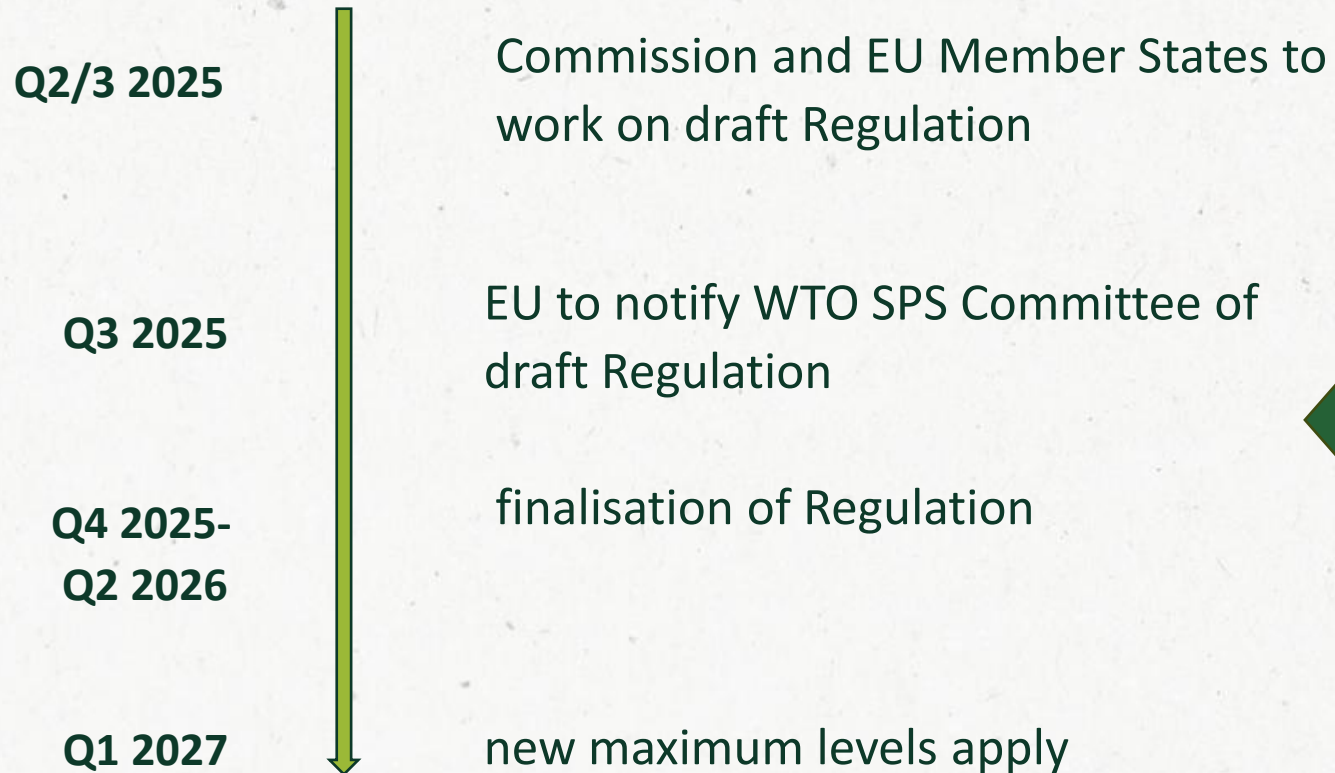 Q2/3 2025
Commission and EU Member States to
work on draft Regulation
Q3 2025
EU to notify WTO SPS Committee of
draft Regulation
Q4 2025-
Q2 2026
finalisation of Regulation
Q1 2027
new maximum levels apply